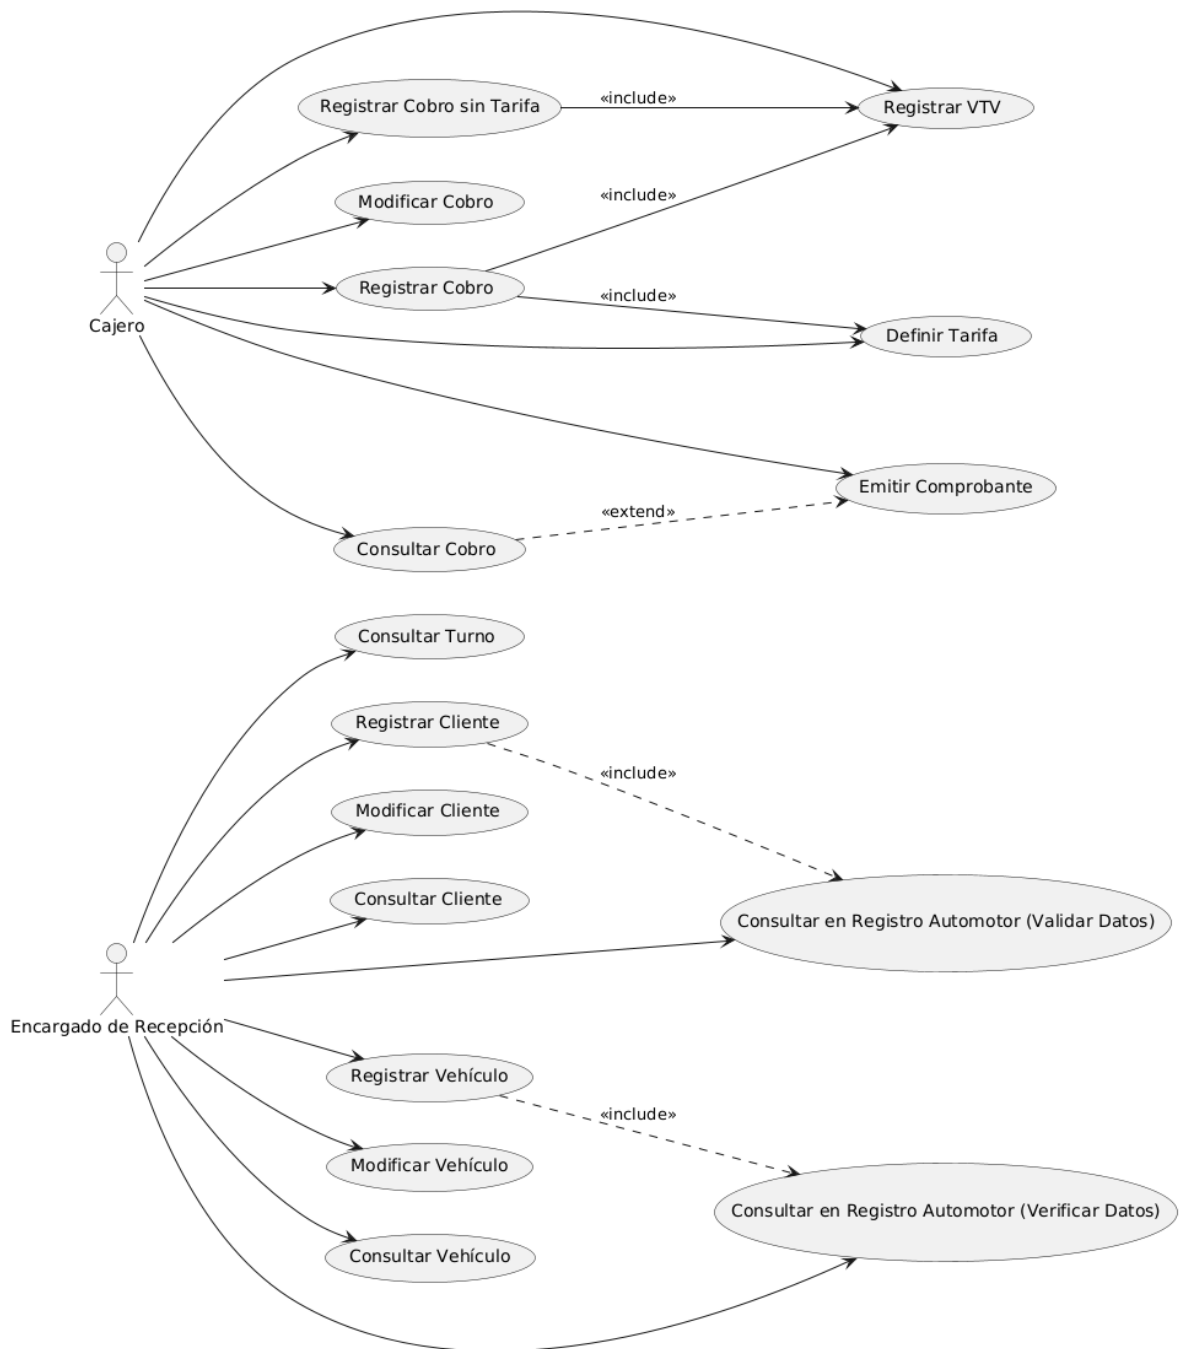 Registrar Cobro sin Tarifa
«include»
Registrar VTV
Modificar Cobro
«include»
Registrar Cobro
«include»
Cajero
Definir Tarifa
Emitir Comprobante
«extend»
Consultar Cobro
Consultar Turno
Registrar Cliente
«include»
Modificar Cliente
Consultar Cliente
Consultar en Registro Automotor (Validar Datos)
Encargado de Recepción
Registrar Vehículo
«include»
Modificar Vehículo
Consultar en Registro Automotor (Verificar Datos)
Consultar Vehículo